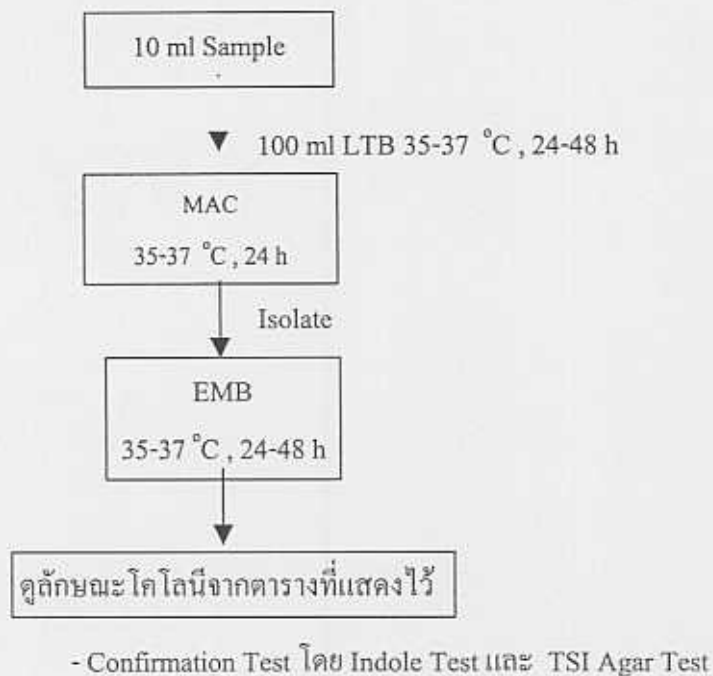 10 ml Sample
100 ml LTB 35-37 °C , 24-48 h
MAC
35-37 °C , 24 h
Isolate
EMB
35-37 °C , 24-48 h
ดูลักษณะโคโลนีจากตารางที่แสดงไว้
- Confirmation Test โดย Indole Test และ TSI Agar Test